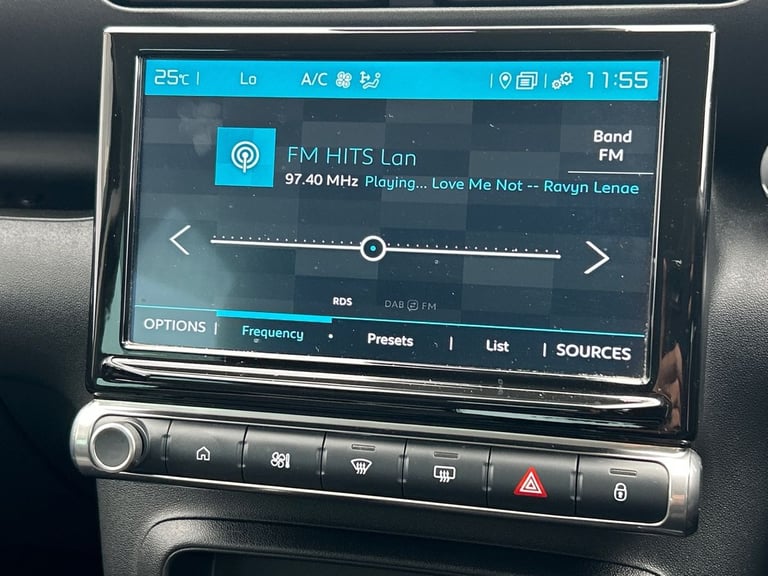 25°C | Lo A/C 11:55
Band
FM
FM HITS Lan
97.40 MHz Playing... Love Me Not -- Ravyn Lenae
RDS DAB FM
OPTIONS | Frequency • Presets | List | SOURCES